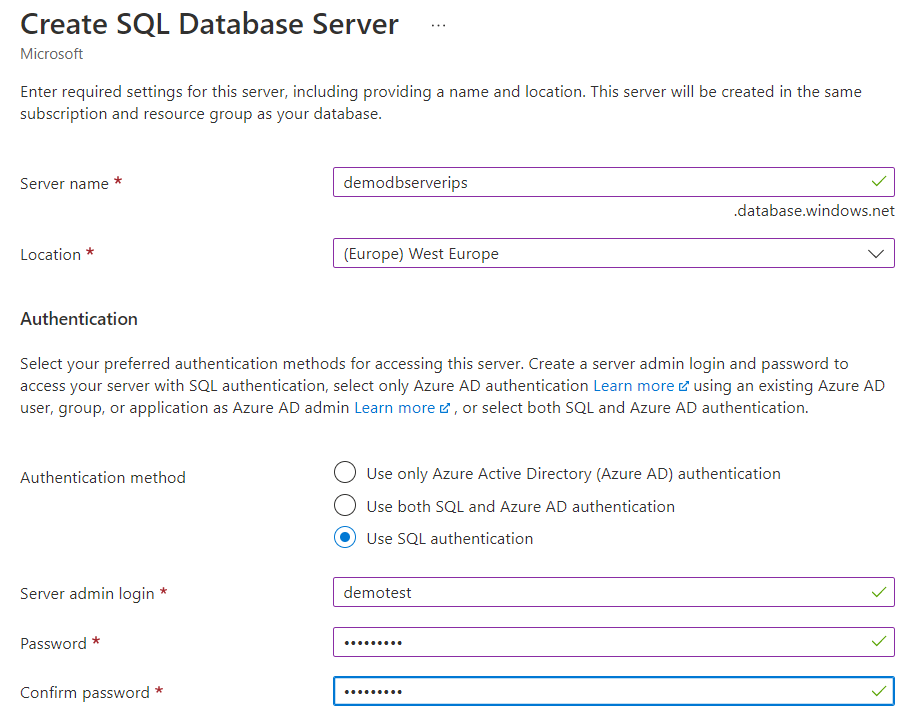 Create SQL Database Server ...
Microsoft
Enter required settings for this server, including providing a name and location. This server will be created in the same
subscription and resource group as your database.
Server name * demodbserverips
.database.windows.net
Location * (Europe) West Europe
Authentication
Select your preferred authentication methods for accessing this server. Create a server admin login and password to
access your server with SQL authentication, select only Azure AD authentication Learn more using an existing Azure AD
user, group, or application as Azure AD admin Learn more , or select both SQL and Azure AD authentication.
Authentication method
Use only Azure Active Directory (Azure AD) authentication
Use both SQL and Azure AD authentication
Use SQL authentication
Server admin login * demotest
Password * •••••••••
Confirm password * •••••••••